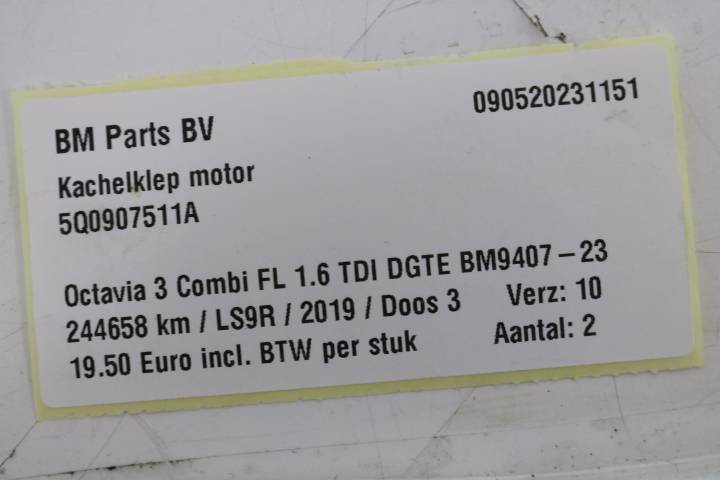 BM Parts BV
090520231151
Kachelklep motor
5Q0907511A
Octavia 3 Combi FL 1.6 TDI DGTE BM9407-23
244658 km / LS9R / 2019 / Doos 3 Verz: 10
19.50 Euro incl. BTW per stuk Aantal: 2